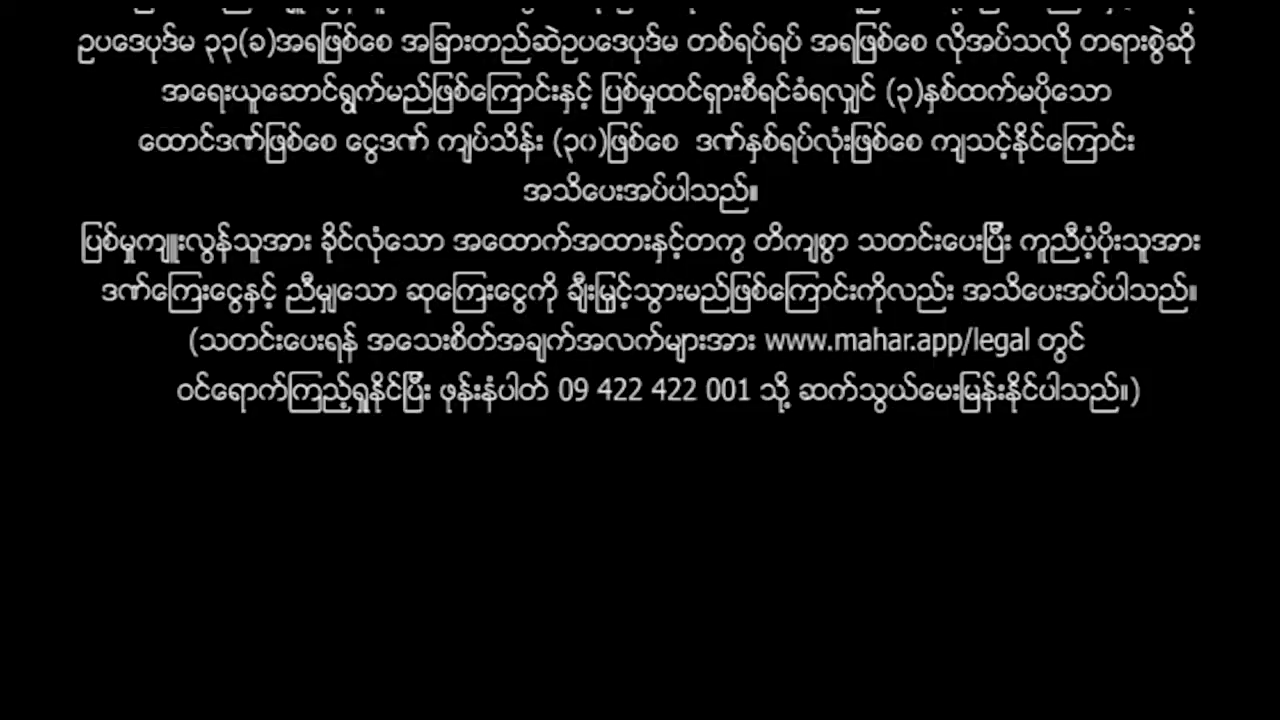 ဥပဒေပုဒ်မ ၃၃(ခ)အရဖြစ်စေ အခြားတည်ဆဲဥပဒေပုဒ်မ တစ်ရပ်ရပ် အရဖြစ်စေ လိုအပ်သလို တရားစွဲဆို
အရေးယူဆောင်ရွက်မည်ဖြစ်ကြောင်းနှင့် ပြစ်မှုထင်ရှားစီရင်ခံရလျှင် (၃)နှစ်ထက်မပိုသော
ထောင်ဒဏ်ဖြစ်စေ ငွေဒဏ် ကျပ်သိန်း (၃၀)ဖြစ်စေ ဒဏ်နှစ်ရပ်လုံးဖြစ်စေ ကျသင့်နိုင်ကြောင်း
အသိပေးအပ်ပါသည်။
ပြစ်မှုကျူးလွန်သူအား ခိုင်လုံသော အထောက်အထားနှင့်တကွ တိကျစွာ သတင်းပေးပြီး ကူညီပံ့ပိုးသူအား
ဒဏ်ကြေးငွေနှင့် ညီမျှသော ဆုကြေးငွေကို ချီးမြှင့်သွားမည်ဖြစ်ကြောင်းကိုလည်း အသိပေးအပ်ပါသည်။
(သတင်းပေးရန် အသေးစိတ်အချက်အလက်များအား www.mahar.app/legal တွင်
ဝင်ရောက်ကြည့်ရှုနိုင်ပြီး ဖုန်းနံပါတ် 09 422 422 001 သို့ ဆက်သွယ်မေးမြန်းနိုင်ပါသည်။)